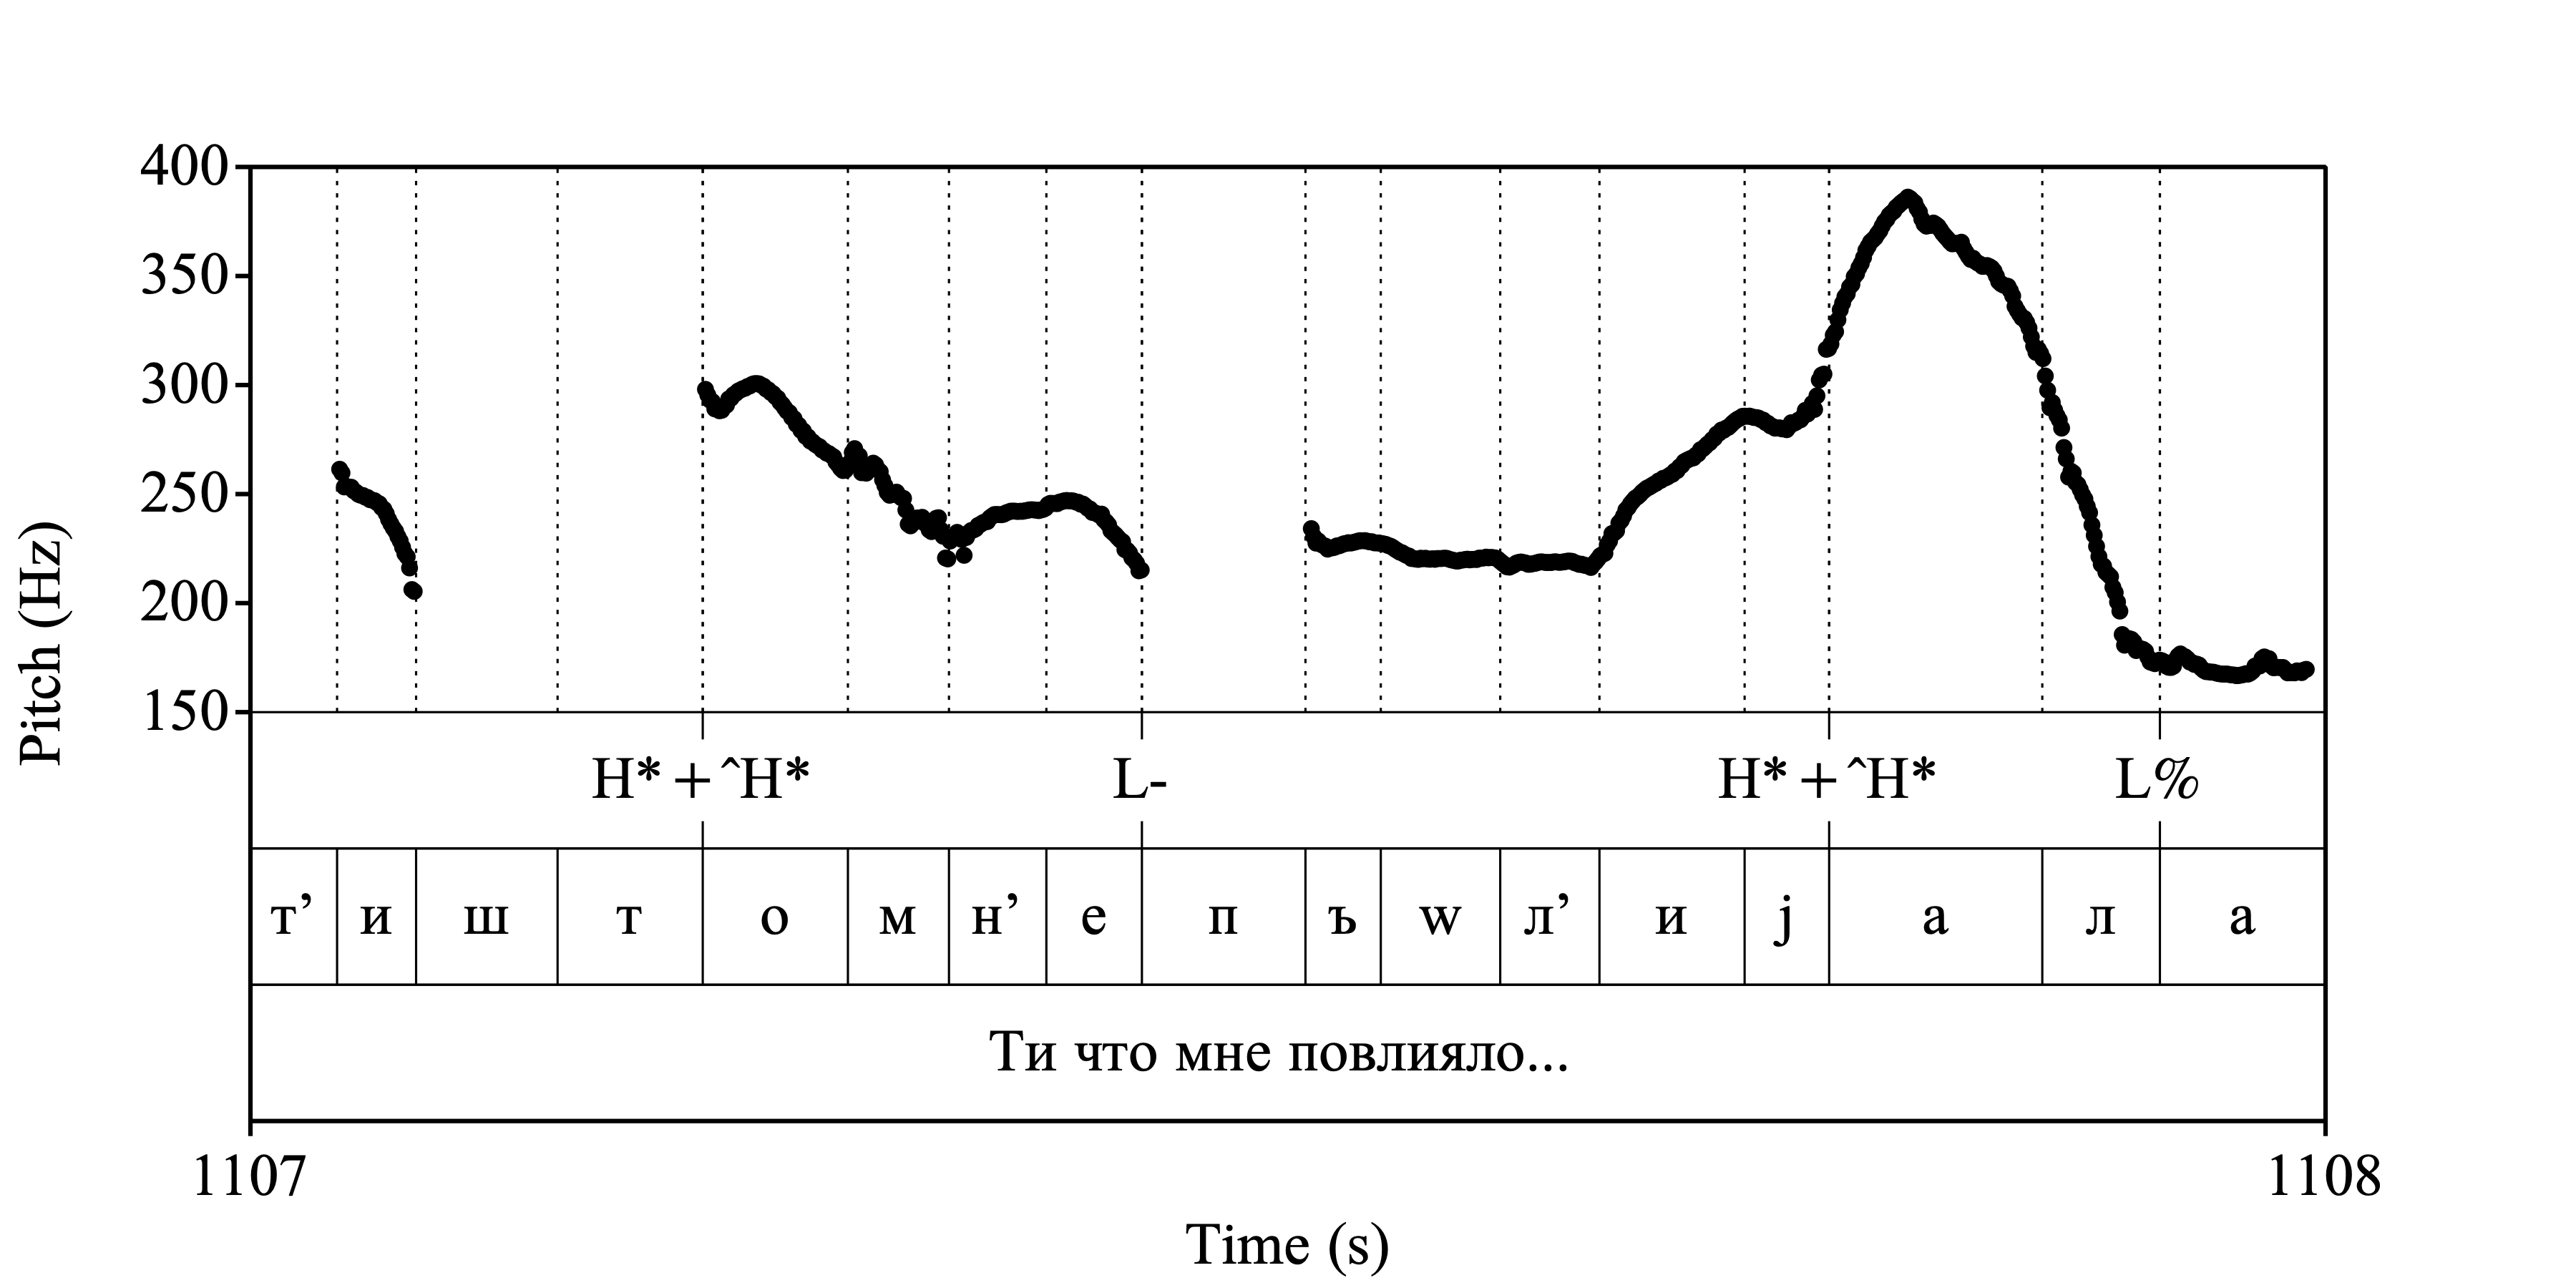 400
350
300
250
200
150
Pitch (Hz)
H* + ^H* L- H* + ^H* L%
т’ и ш т о м н’ е п ъ w л’ и j а л а
Ти что мне повлияло...
1107 1108
Time (s)